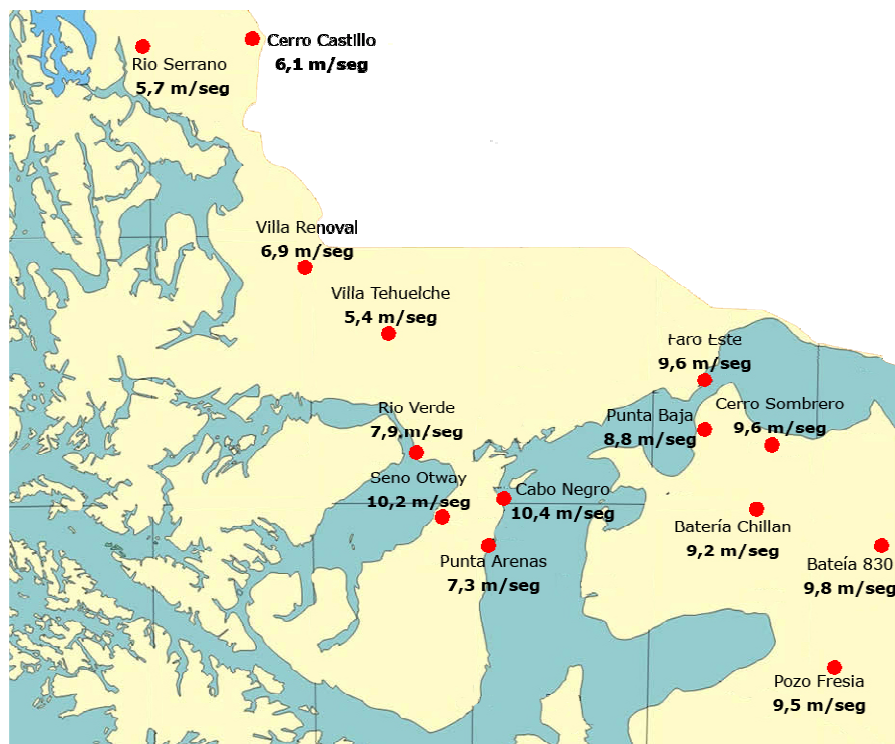 Cerro Castillo
6,1 m/seg
Rio Serrano
5,7 m/seg
Villa Renoval
6,9 m/seg
Villa Tehuelche
5,4 m/seg
Faro Este
9,6 m/seg
Cerro Sombrero
9,6 m/seg
Rio Verde
7,9 m/seg
Punta Baja
8,8 m/seg
Seno Otway
10,2 m/seg
Cabo Negro
10,4 m/seg
Batería Chillan
9,2 m/seg
Punta Arenas
7,3 m/seg
Bateía 830
9,8 m/seg
Pozo Fresia
9,5 m/seg